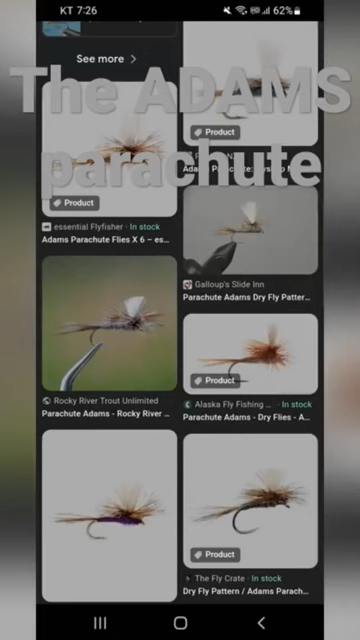 KT 7:26
62%
See more
The ADAMS
parachute
Product
Product
essential Flyfisher · In stock
Adams Parachute Flies X 6 – es...
Galloup's Slide Inn
Parachute Adams Dry Fly Patter...
Rocky River Trout Unlimited
Parachute Adams - Rocky River ...
Product
Alaska Fly Fishing ... · In stock
Parachute Adams - Dry Flies - A...
Product
The Fly Crate · In stock
Dry Fly Pattern / Adams Parach...